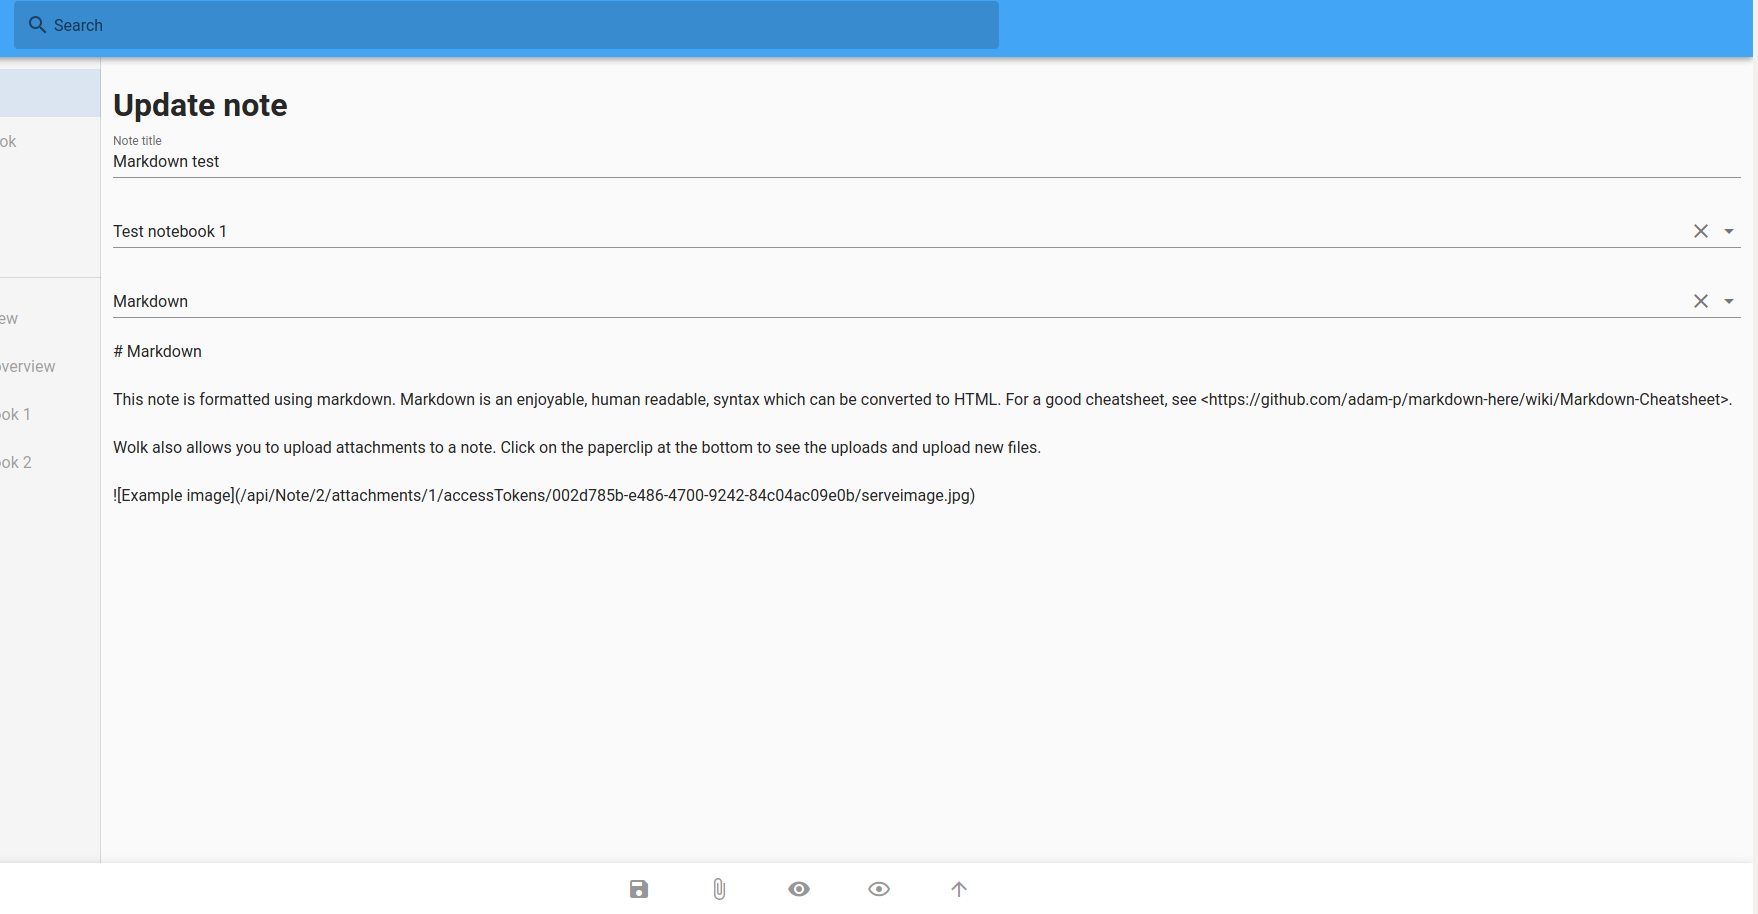 Search
Update note
Note title
Markdown test
Test notebook 1
Markdown
# Markdown
This note is formatted using markdown. Markdown is an enjoyable, human readable, syntax which can be converted to HTML. For a good cheatsheet, see <https://github.com/adam-p/markdown-here/wiki/Markdown-Cheatsheet>.
Wolk also allows you to upload attachments to a note. Click on the paperclip at the bottom to see the uploads and upload new files.
![Example image](/api/Note/2/attachments/1/accessTokens/002d785b-e486-4700-9242-84c04ac09e0b/serveimage.jpg)
ok
ew
overview
ok 1
ok 2